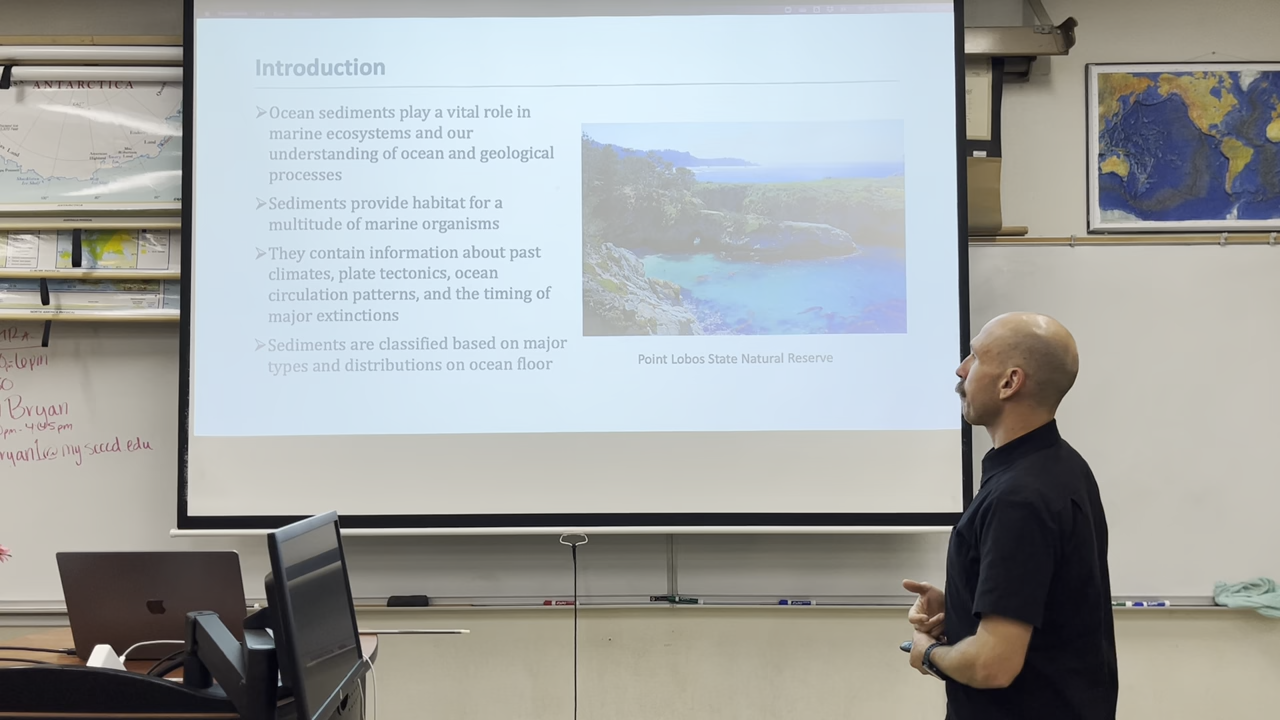 ANTARCTICA
Introduction
➢Ocean sediments play a vital role in
marine ecosystems and our
understanding of ocean and geological
processes
➢Sediments provide habitat for a
multitude of marine organisms
➢They contain information about past
climates, plate tectonics, ocean
circulation patterns, and the timing of
major extinctions
➢Sediments are classified based on major
types and distributions on ocean floor
Point Lobos State Natural Reserve
Bryan